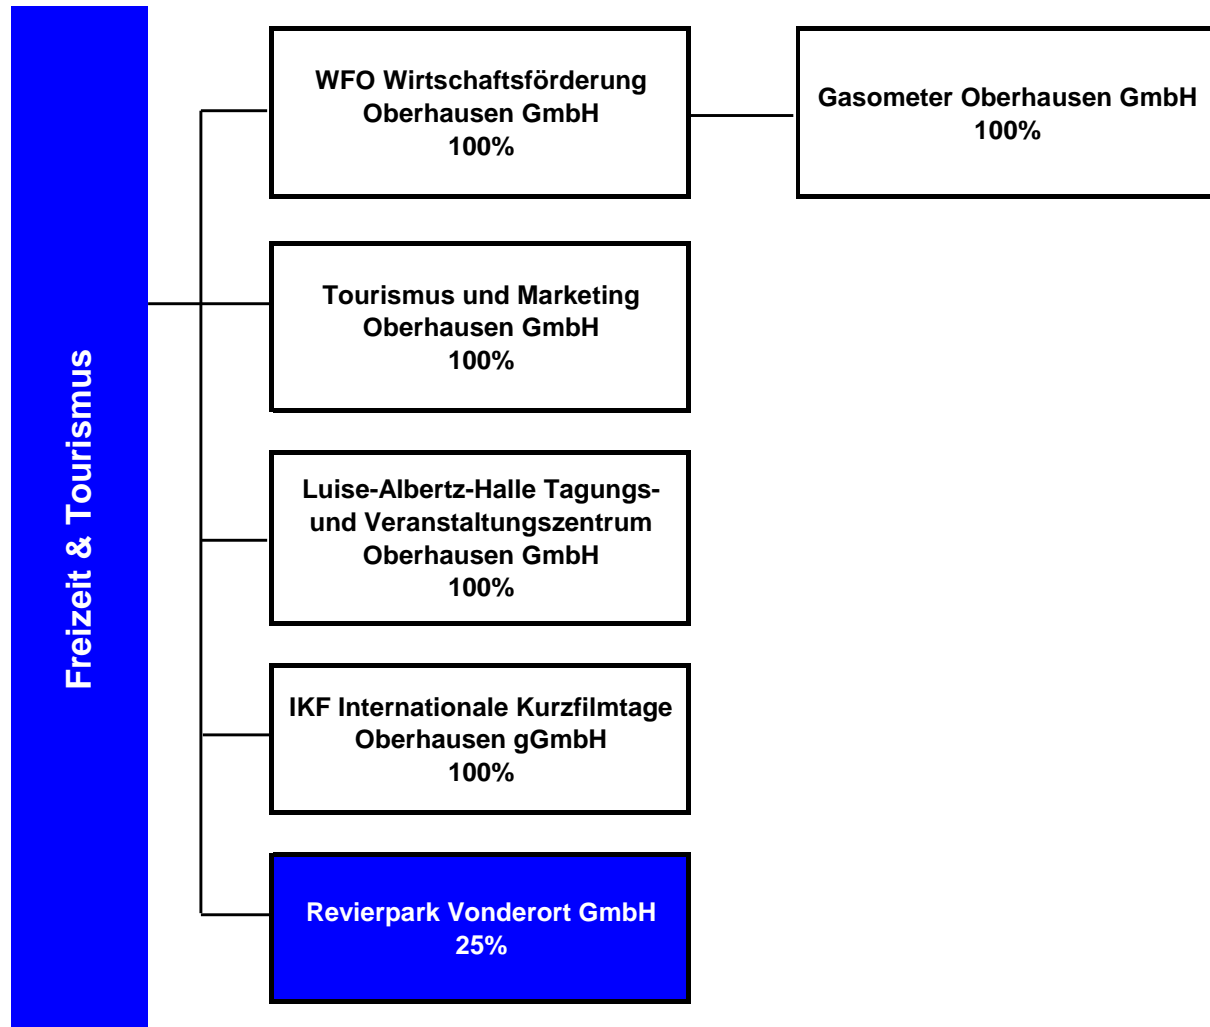 Freizeit & Tourismus
WFO Wirtschaftsförderung
Oberhausen GmbH
100%
Gasometer Oberhausen GmbH
100%
Tourismus und Marketing
Oberhausen GmbH
100%
Luise-Albertz-Halle Tagungs-
und Veranstaltungszentrum
Oberhausen GmbH
100%
IKF Internationale Kurzfilmtage
Oberhausen gGmbH
100%
Revierpark Vonderort GmbH
25%